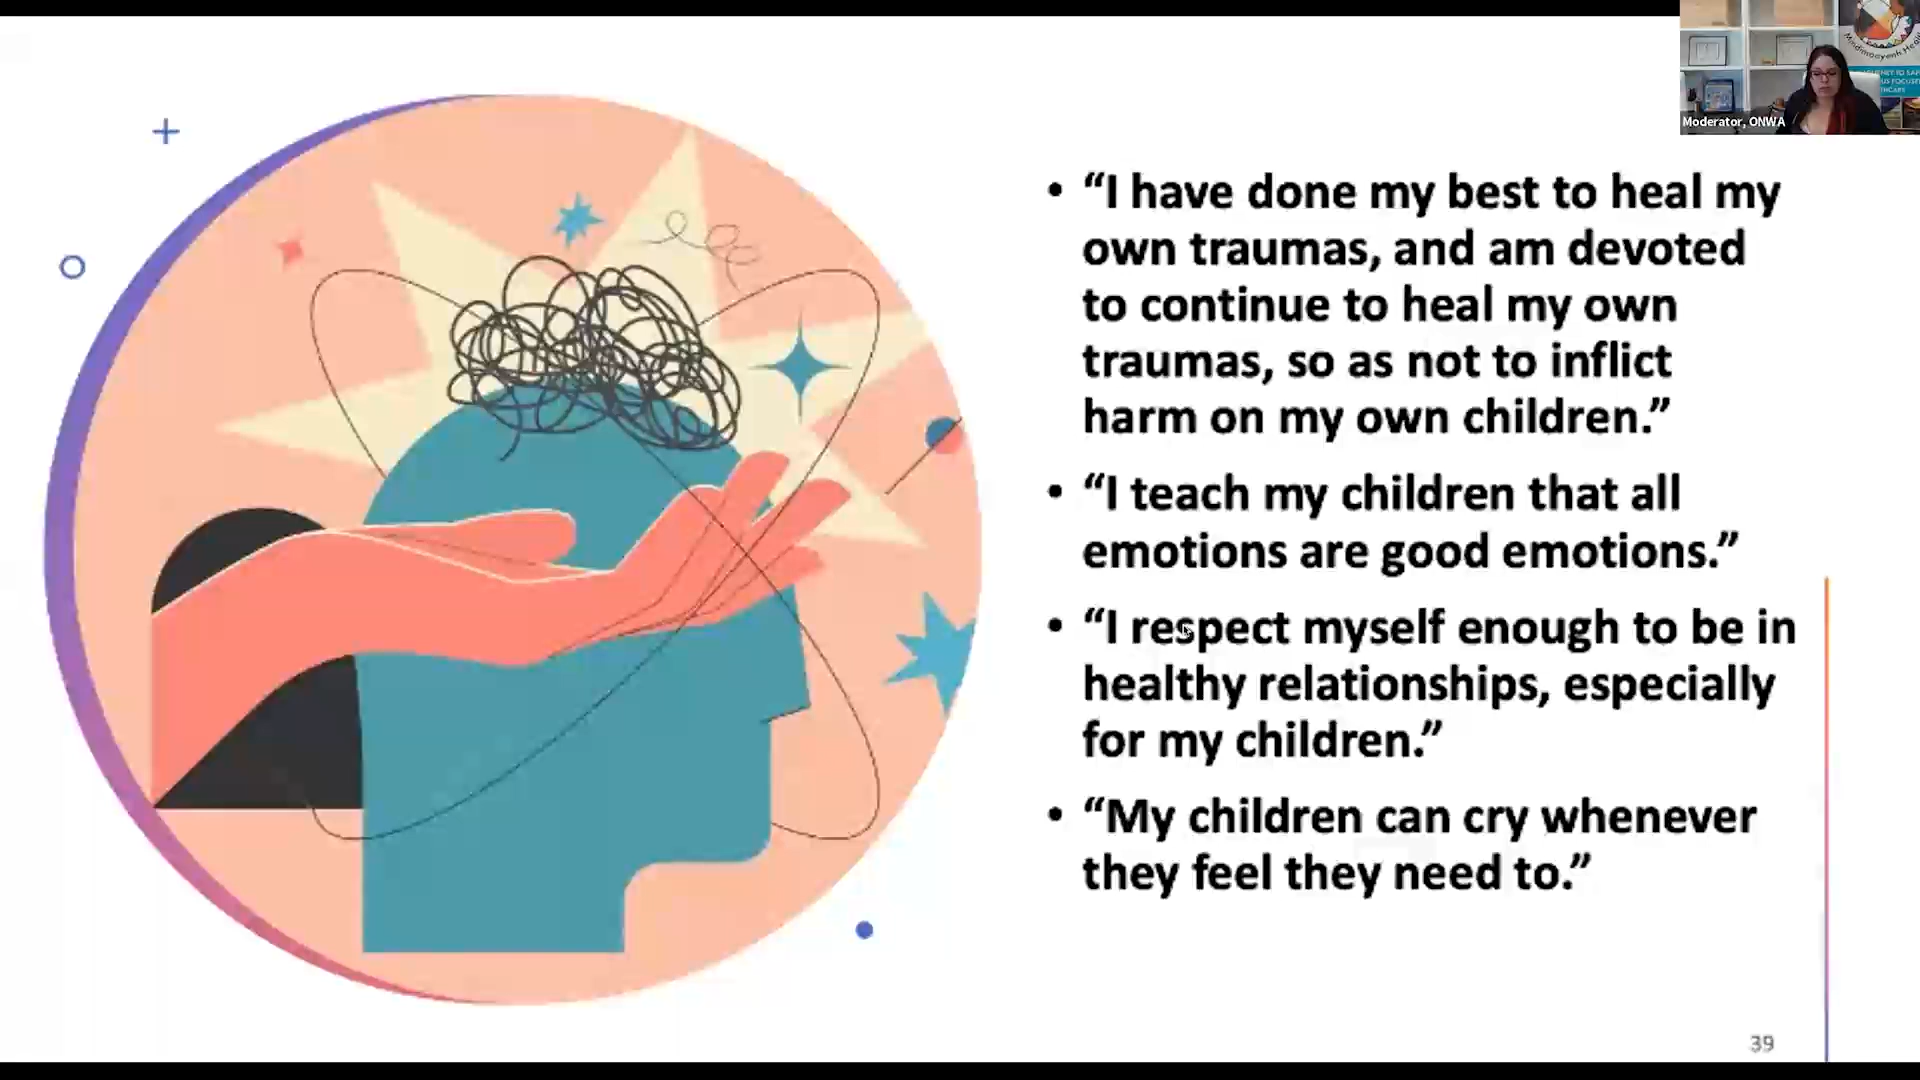 Mindimooyenh Heal
Moderator, ONWA
• “I have done my best to heal my
own traumas, and am devoted
to continue to heal my own
traumas, so as not to inflict
harm on my own children.”
• “I teach my children that all
emotions are good emotions.”
• “I respect myself enough to be in
healthy relationships, especially
for my children.”
• “My children can cry whenever
they feel they need to.”
39